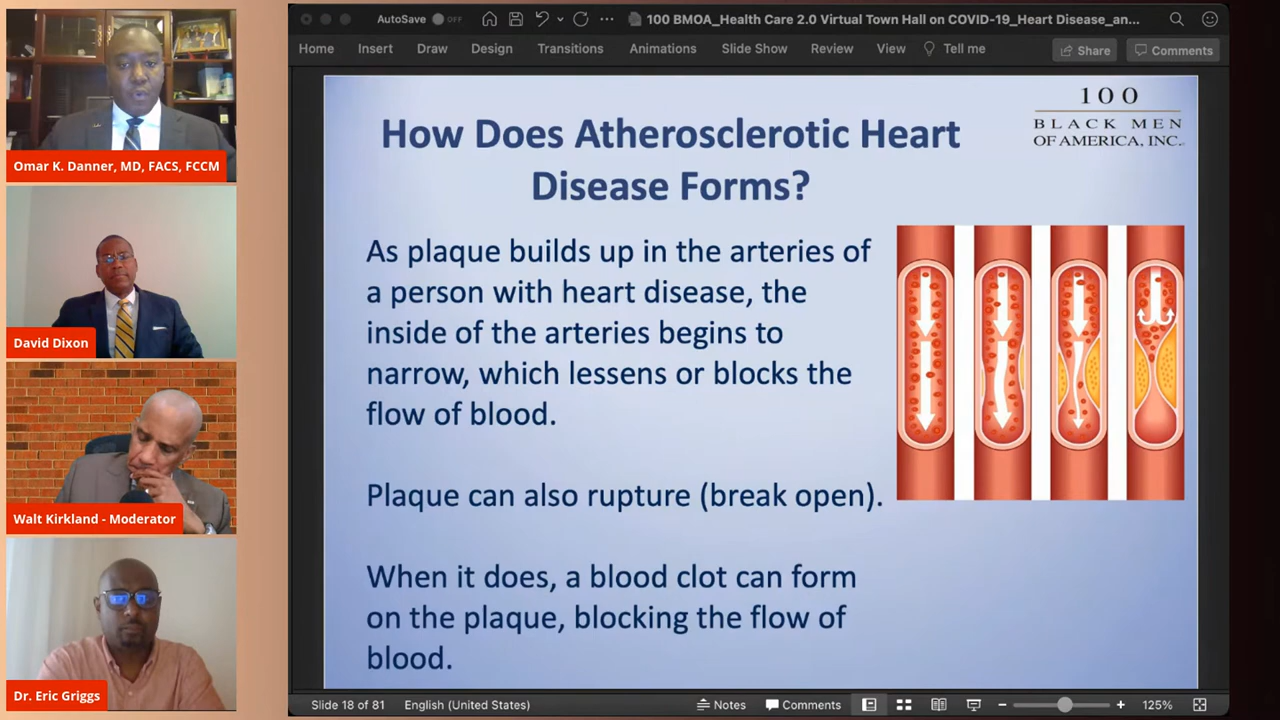 Omar K. Danner, MD, FACS, FCCM
David Dixon
Walt Kirkland - Moderator
Dr. Eric Griggs
AutoSave OFF
100 BMOA_Health Care 2.0 Virtual Town Hall on COVID-19_Heart Disease_an...
Home Insert Draw Design Transitions Animations Slide Show Review View Tell me Share Comments
100
BLACK MEN
OF AMERICA, INC.
How Does Atherosclerotic Heart
Disease Forms?
As plaque builds up in the arteries of
a person with heart disease, the
inside of the arteries begins to
narrow, which lessens or blocks the
flow of blood.
Plaque can also rupture (break open).
When it does, a blood clot can form
on the plaque, blocking the flow of
blood.
Slide 18 of 81 English (United States) Notes Comments 125%